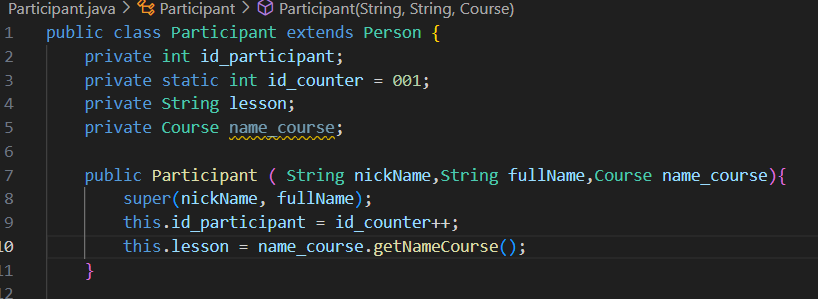 Participant.java > Participant > Participant(String, String, Course)
1 public class Participant extends Person {
2 private int id_participant;
3 private static int id_counter = 001;
4 private String lesson;
5 private Course name_course;
6
7 public Participant ( String nickName,String fullName,Course name_course){
8 super(nickName, fullName);
9 this.id_participant = id_counter++;
10 this.lesson = name_course.getNameCourse();
11 }
12